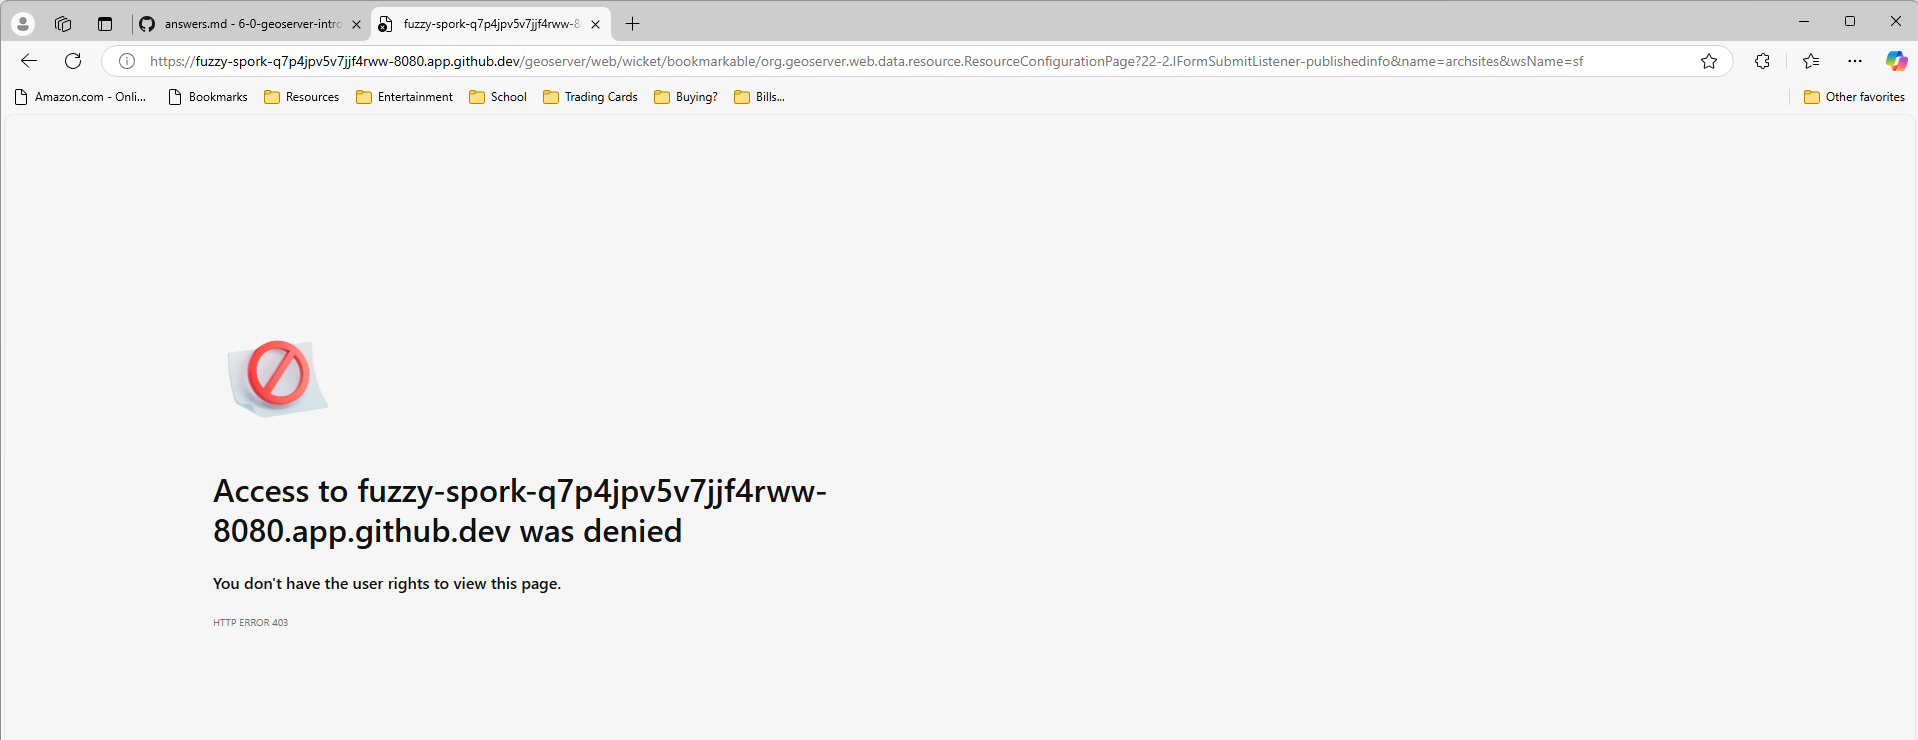 answers.md - 6-0-geoserver-intro
fuzzy-spork-q7p4jpv5v7jjf4rww-8
https://fuzzy-spork-q7p4jpv5v7jjf4rww-8080.app.github.dev/geoserver/web/wicket/bookmarkable/org.geoserver.web.data.resource.ResourceConfigurationPage?22-2.IFormSubmitListener-publishedinfo&name=archsites&wsName=sf
Amazon.com - Onli...
Bookmarks
Resources
Entertainment
School
Trading Cards
Buying?
Bills...
Other favorites
Access to fuzzy-spork-q7p4jpv5v7jjf4rww-
8080.app.github.dev was denied
You don't have the user rights to view this page.
HTTP ERROR 403